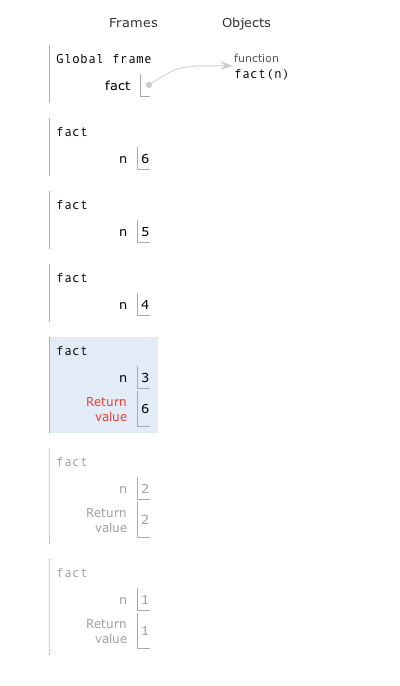 Frames Objects
Global frame
function
fact(n)
fact
fact
n 6
fact
n 5
fact
n 4
fact
n 3
Return
value 6
fact
n 2
Return
value 2
fact
n 1
Return
value 1